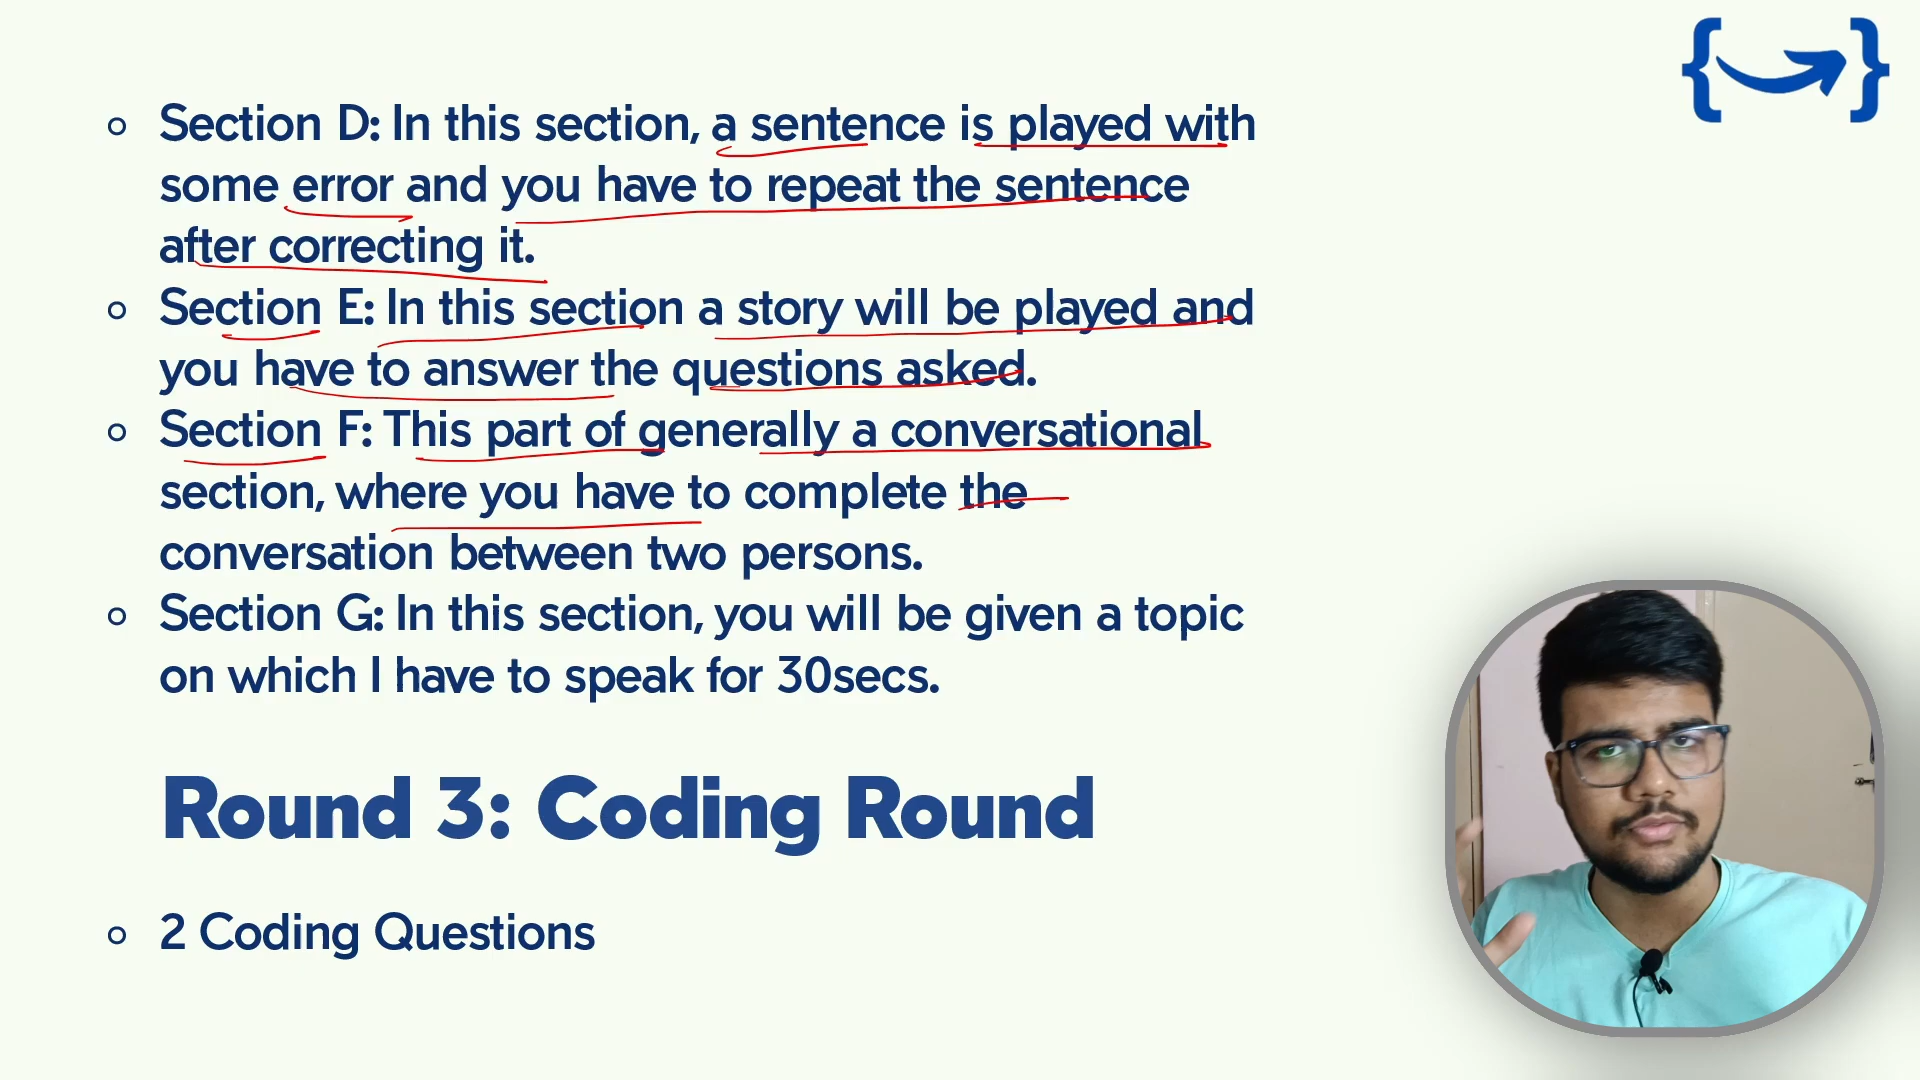 Section D: In this section, a sentence is played with
some error and you have to repeat the sentence
after correcting it.
Section E: In this section a story will be played and
you have to answer the questions asked.
Section F: This part of generally a conversational
section, where you have to complete the
conversation between two persons.
Section G: In this section, you will be given a topic
on which I have to speak for 30secs.
Round 3: Coding Round
2 Coding Questions